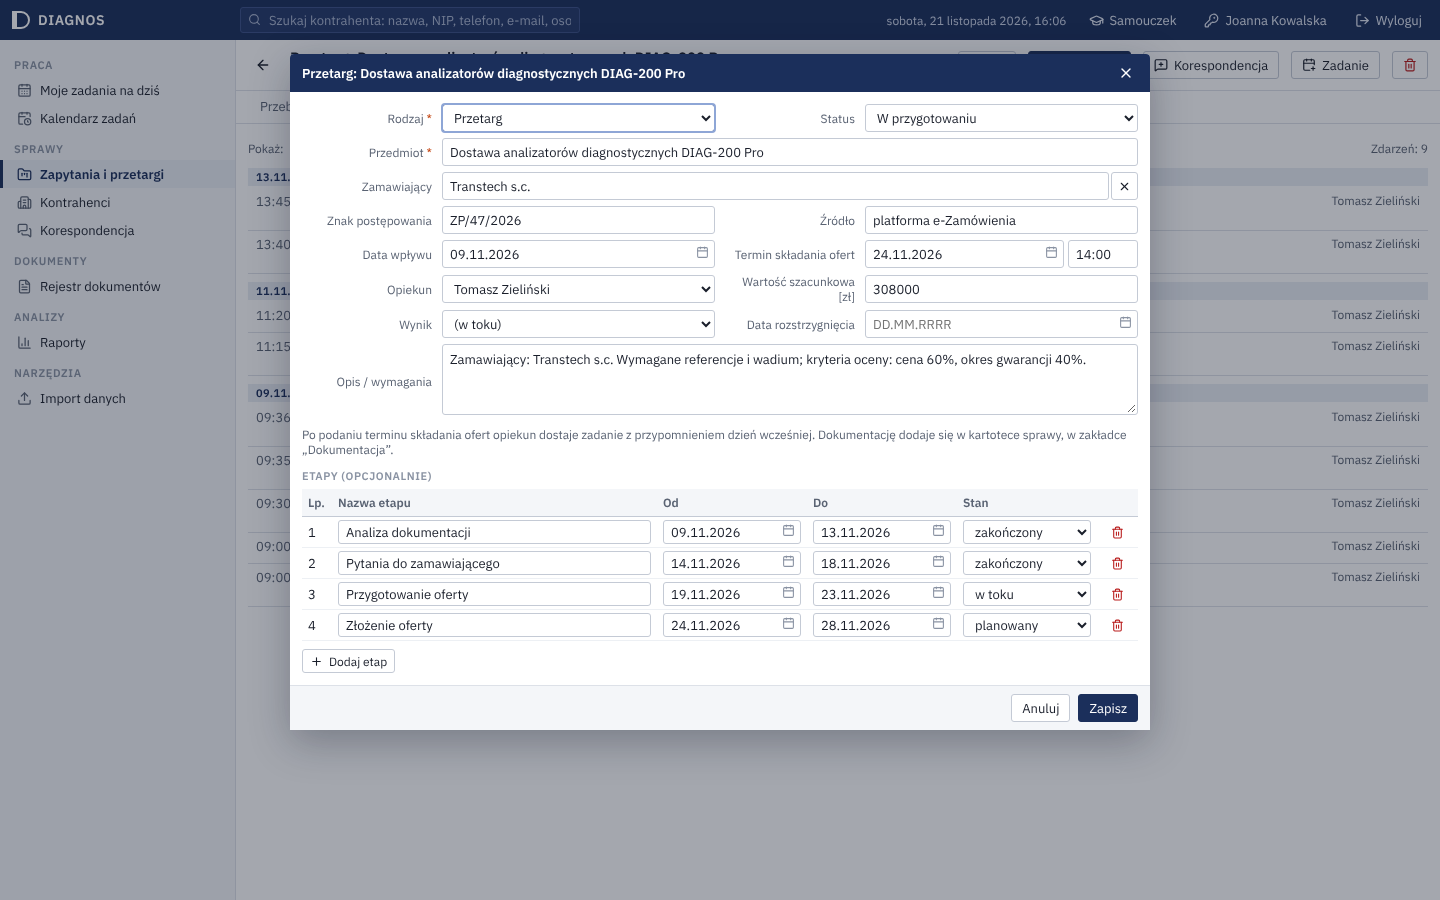 DIAGNOS
Szukaj kontrahenta: nazwa, NIP, telefon, e-mail, oso
sobota, 21 listopada 2026, 16:06
Samouczek
Joanna Kowalska
Wyloguj
PRACA
Moje zadania na dziś
Kalendarz zadań
SPRAWY
Zapytania i przetargi
Kontrahenci
Korespondencja
DOKUMENTY
Rejestr dokumentów
ANALIZY
Raporty
NARZĘDZIA
Import danych
Korespondencja
Zadanie
Pokaż:
Zdarzeń: 9
13.11.
13:45
Tomasz Zieliński
13:40
Tomasz Zieliński
11.11.
11:20
Tomasz Zieliński
11:15
Tomasz Zieliński
09.11.
09:36
Tomasz Zieliński
09:35
Tomasz Zieliński
09:30
Tomasz Zieliński
09:00
Tomasz Zieliński
09:00
Tomasz Zieliński
Przetarg: Dostawa analizatorów diagnostycznych DIAG-200 Pro
Rodzaj * Przetarg
Status W przygotowaniu
Przedmiot * Dostawa analizatorów diagnostycznych DIAG-200 Pro
Zamawiający Transtech s.c.
Znak postępowania ZP/47/2026
Źródło platforma e-Zamówienia
Data wpływu 09.11.2026
Termin składania ofert 24.11.2026 14:00
Opiekun Tomasz Zieliński
Wartość szacunkowa
[zł] 308000
Wynik (w toku)
Data rozstrzygnięcia DD.MM.RRRR
Opis / wymagania Zamawiający: Transtech s.c. Wymagane referencje i wadium; kryteria oceny: cena 60%, okres gwarancji 40%.
Po podaniu terminu składania ofert opiekun dostaje zadanie z przypomnieniem dzień wcześniej. Dokumentację dodaje się w kartotece sprawy, w zakładce
„Dokumentacja”.
ETAPY (OPCJONALNIE)
Lp. Nazwa etapu Od Do Stan
1 Analiza dokumentacji 09.11.2026 13.11.2026 zakończony
2 Pytania do zamawiającego 14.11.2026 18.11.2026 zakończony
3 Przygotowanie oferty 19.11.2026 23.11.2026 w toku
4 Złożenie oferty 24.11.2026 28.11.2026 planowany
Dodaj etap
Anuluj
Zapisz